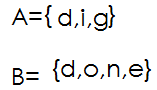 A={ d,i,g}
B= {d,o,n,e}